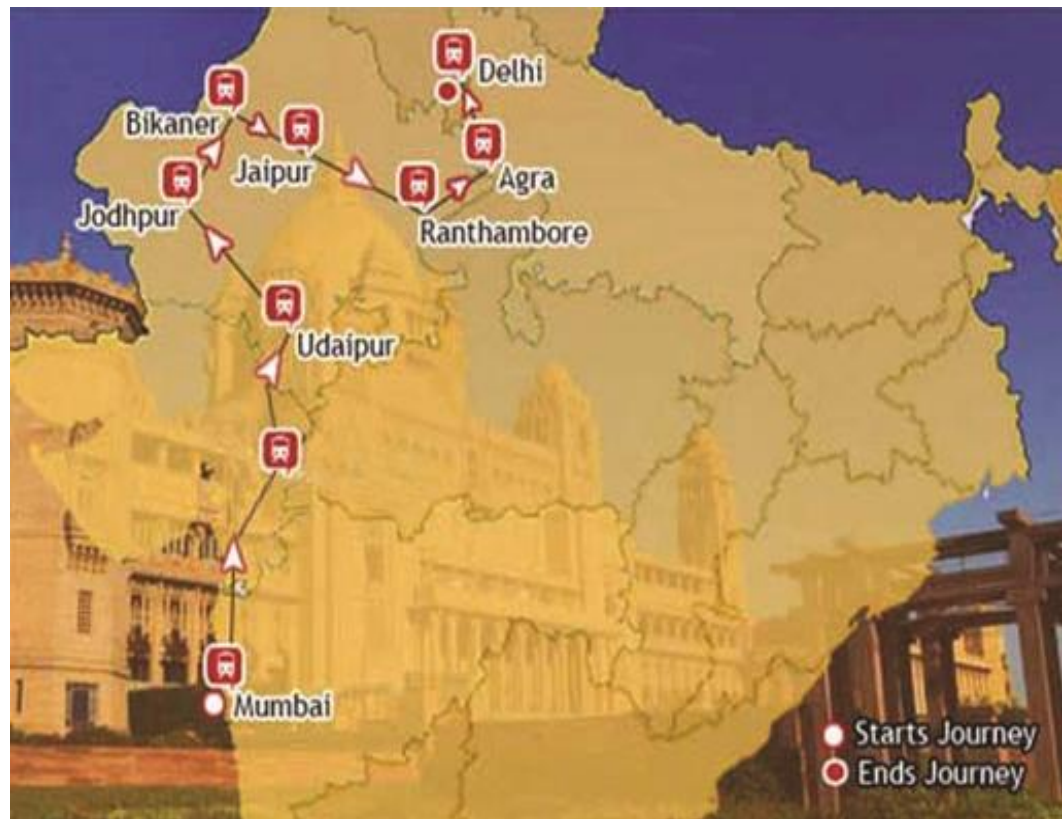 Delhi
Bikaner
Jaipur
Agra
Jodhpur
Ranthambore
Udaipur
Mumbai
Starts Journey
Ends Journey